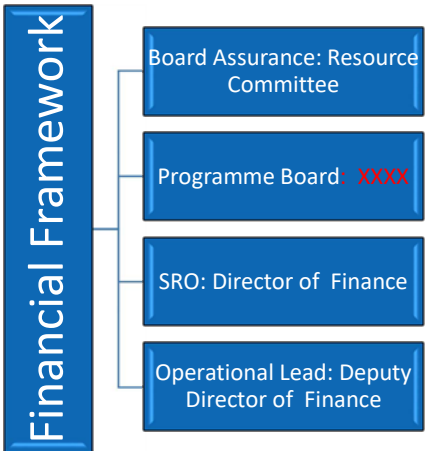 Financial Framework
Board Assurance: Resource
Committee
Programme Board: XXXX
SRO: Director of Finance
Operational Lead: Deputy
Director of Finance